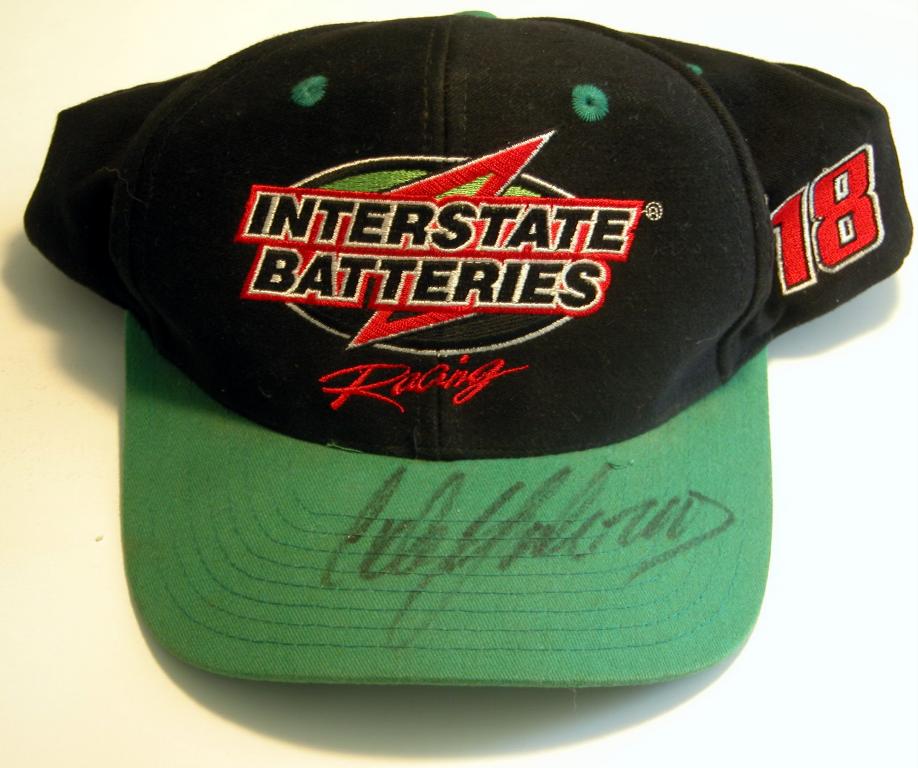 INTERSTATE®
BATTERIES
Racing
18